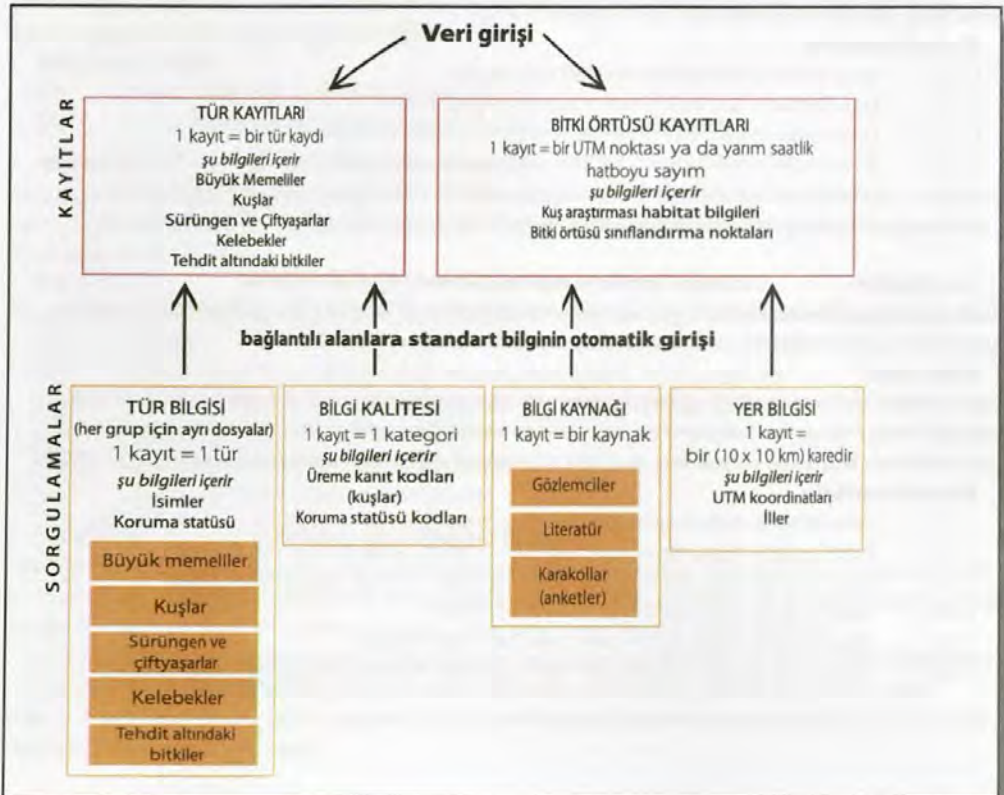 Veri girişi
KAYITLAR
TÜR KAYITLARI
1 kayıt = bir tür kaydı
şu bilgileri içerir
Büyük Memeliler
Kuşlar
Sürüngen ve Çiftyaşarlar
Kelebekler
Tehdit altındaki bitkiler
BİTKİ ÖRTÜSÜ KAYITLARI
1 kayıt = bir UTM noktası ya da yarım saatlik
hatboyu sayım
şu bilgileri içerir
Kuş araştırması habitat bilgileri
Bitki örtüsü sınıflandırma noktaları
bağlantılı alanlara standart bilginin otomatik girişi
SORGULAMALAR
TÜR BİLGİSİ
(her grup için ayrı dosyalar)
1 kayıt = 1 tür
şu bilgileri içerir
İsimler
Koruma statüsü
Büyük memeliler
Kuşlar
Sürüngen ve
çiftyaşarlar
Kelebekler
Tehdit altındaki
bitkiler
BİLGİ KALİTESİ
1 kayıt = 1 kategori
şu bilgileri içerir
Üreme kanıt kodları
(kuşlar)
Koruma statüsü kodları
BİLGİ KAYNAĞI
1 kayıt = bir kaynak
Gözlemciler
Literatür
Karakollar
(anketler)
YER BİLGİSİ
1 kayıt =
bir (10 x 10 km) karedir
şu bilgileri içerir
UTM koordinatları
İller